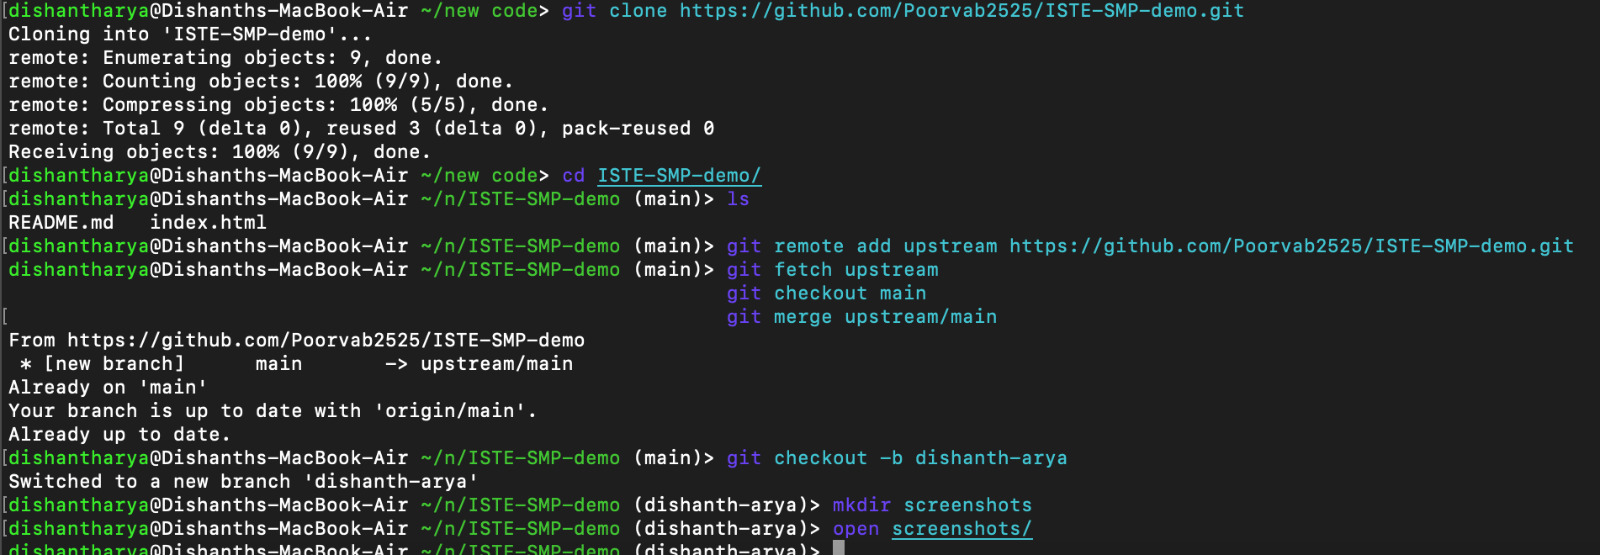 dishantharya@Dishanths-MacBook-Air ~/new code> git clone https://github.com/Poorvab2525/ISTE-SMP-demo.git
Cloning into 'ISTE-SMP-demo'...
remote: Enumerating objects: 9, done.
remote: Counting objects: 100% (9/9), done.
remote: Compressing objects: 100% (5/5), done.
remote: Total 9 (delta 0), reused 3 (delta 0), pack-reused 0
Receiving objects: 100% (9/9), done.
[dishantharya@Dishanths-MacBook-Air ~/new code> cd ISTE-SMP-demo/
[dishantharya@Dishanths-MacBook-Air ~/n/ISTE-SMP-demo (main)> ls
README.md   index.html
[dishantharya@Dishanths-MacBook-Air ~/n/ISTE-SMP-demo (main)> git remote add upstream https://github.com/Poorvab2525/ISTE-SMP-demo.git
dishantharya@Dishanths-MacBook-Air ~/n/ISTE-SMP-demo (main)> git fetch upstream
git checkout main
[ git merge upstream/main
From https://github.com/Poorvab2525/ISTE-SMP-demo
 * [new branch]      main       -> upstream/main
Already on 'main'
Your branch is up to date with 'origin/main'.
Already up to date.
[dishantharya@Dishanths-MacBook-Air ~/n/ISTE-SMP-demo (main)> git checkout -b dishanth-arya
Switched to a new branch 'dishanth-arya'
[dishantharya@Dishanths-MacBook-Air ~/n/ISTE-SMP-demo (dishanth-arya)> mkdir screenshots
[dishantharya@Dishanths-MacBook-Air ~/n/ISTE-SMP-demo (dishanth-arya)> open screenshots/
dishantharya@Dishanths-MacBook-Air ~/n/ISTE-SMP-demo (dishanth-arya)>